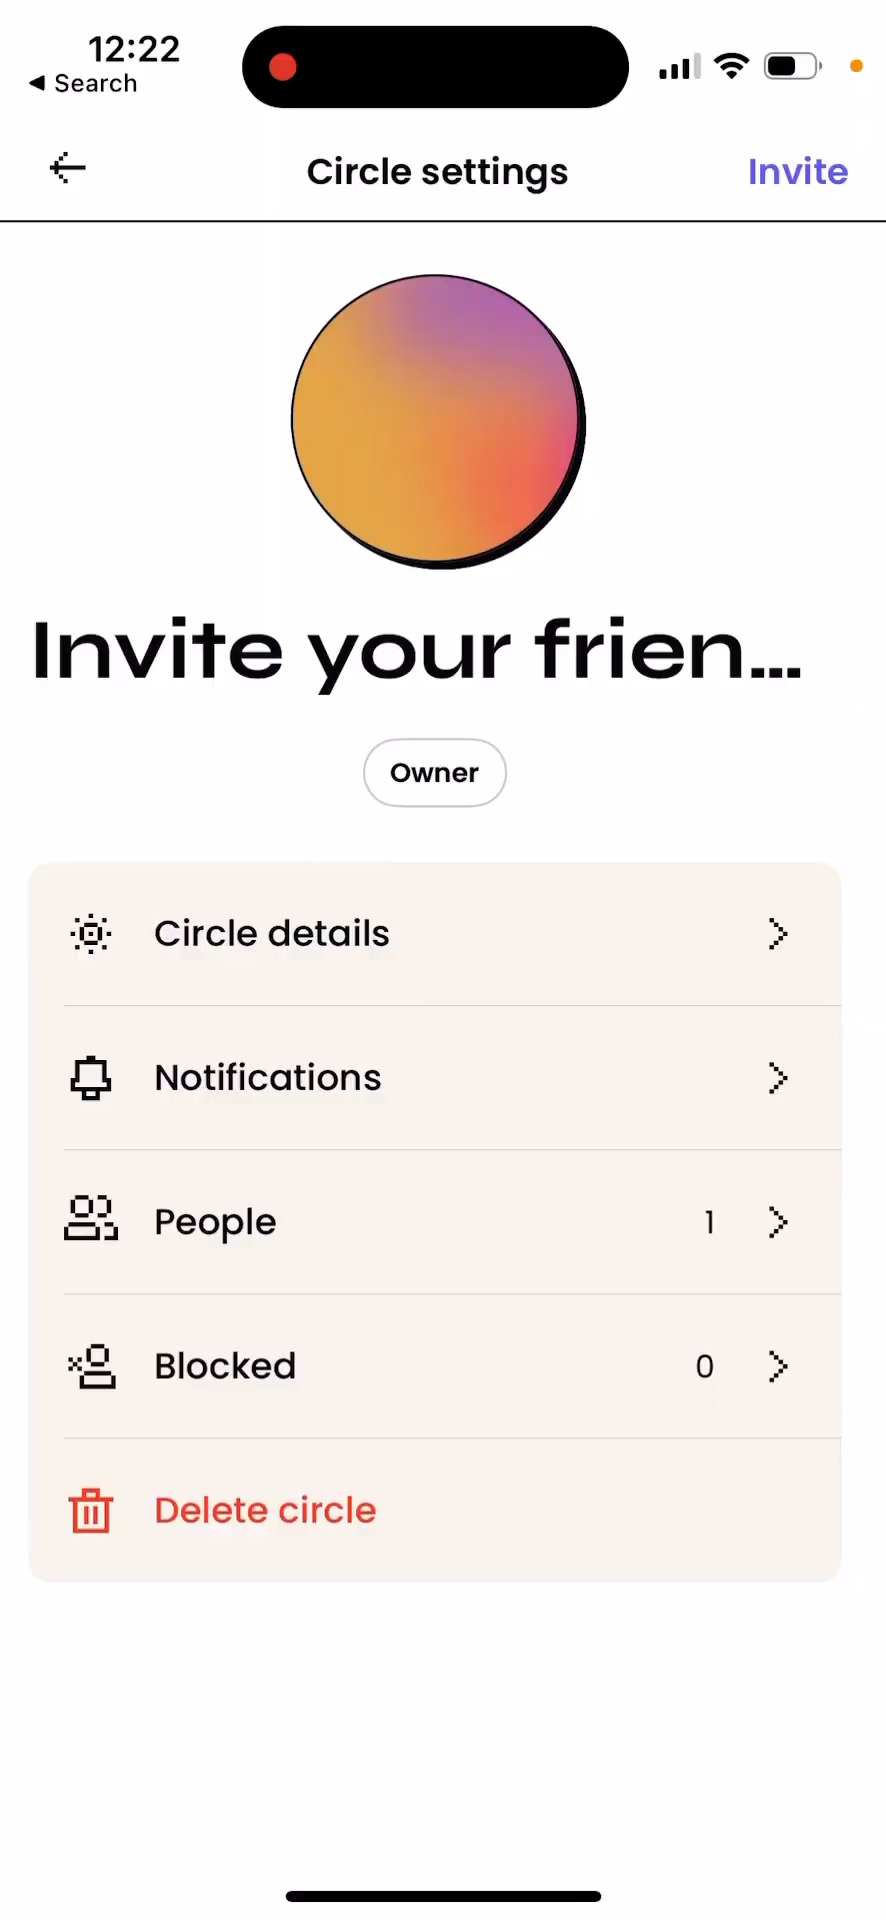 12:22
◀ Search
Circle settings
Invite
Invite your frien...
Owner
Circle details
Notifications
People
1
Blocked
0
Delete circle